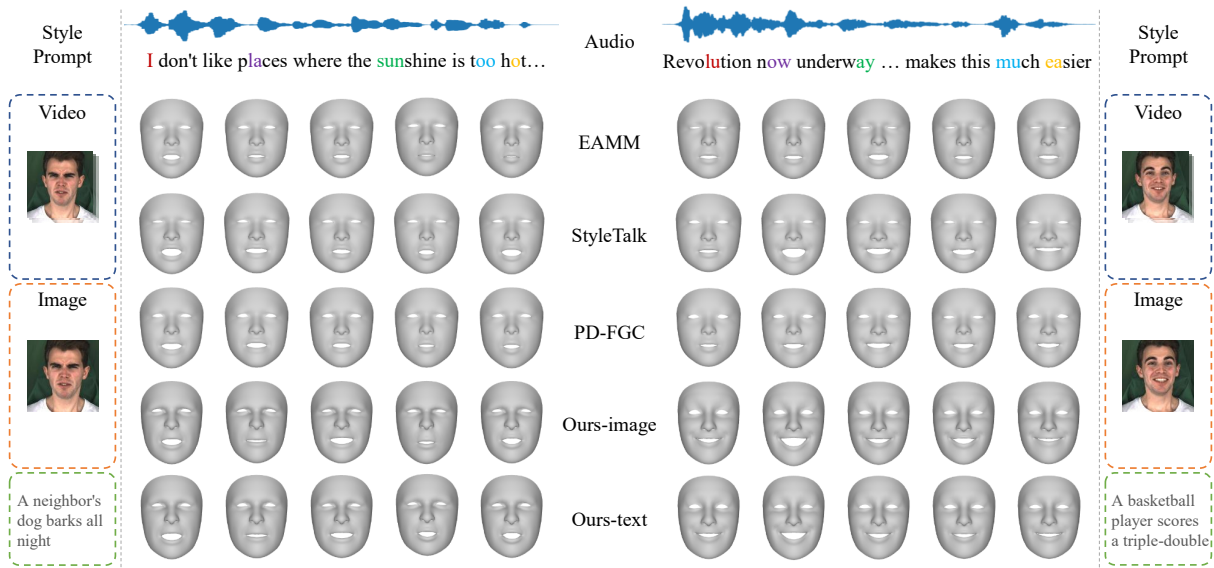 Style
Prompt
Video
Image
A neighbor's
dog barks all
night
I don't like places where the sunshine is too hot…
Audio
Revolution now underway … makes this much easier
EAMM
StyleTalk
PD-FGC
Ours-image
Ours-text
Style
Prompt
Video
Image
A basketball
player scores
a triple-double